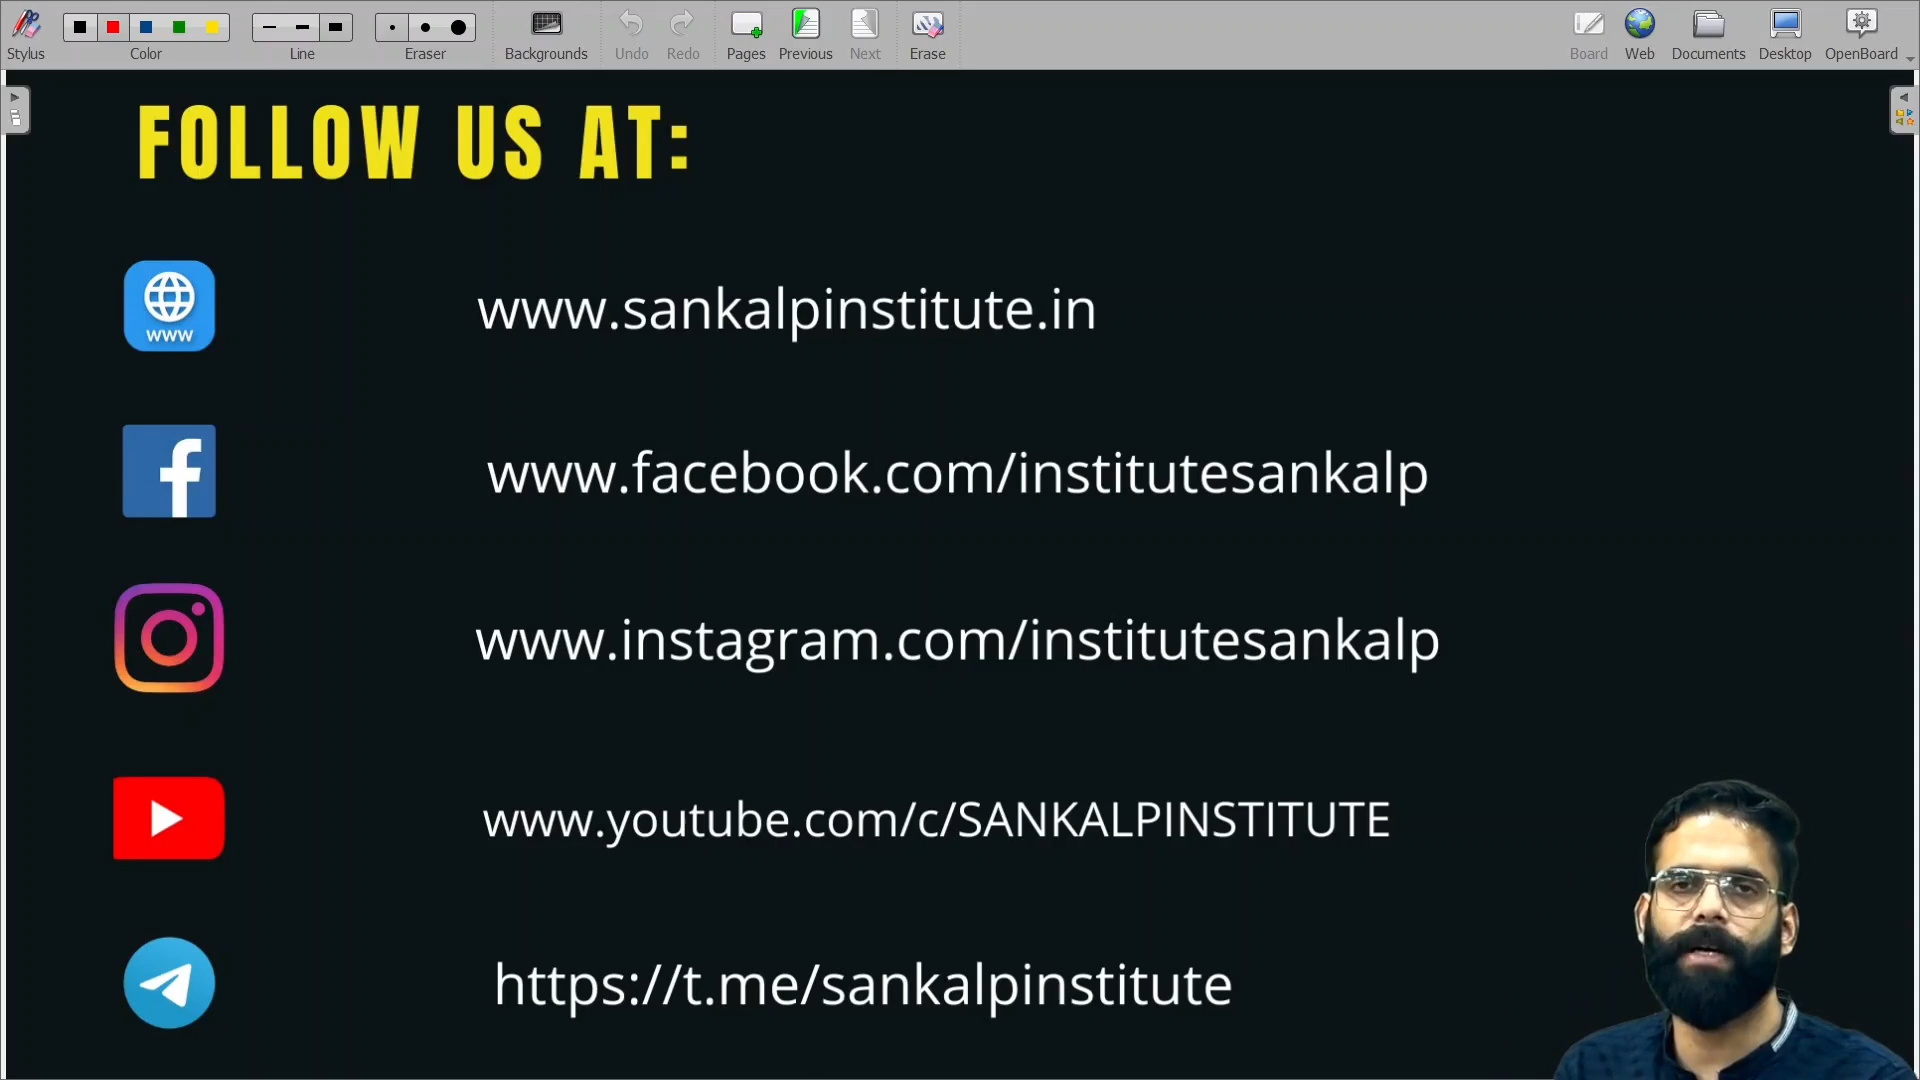 Stylus Color Line Eraser Backgrounds Undo Redo Pages Previous Next Erase Board Web Documents Desktop OpenBoard
FOLLOW US AT:
www
www.sankalpinstitute.in
www.facebook.com/institutesankalp
www.instagram.com/institutesankalp
www.youtube.com/c/SANKALPINSTITUTE
https://t.me/sankalpinstitute